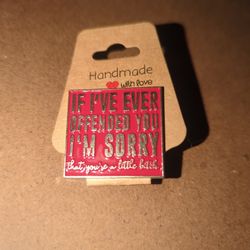 Handmade
with love
IF I'VE EVER
OFFENDED YOU
I'M SORRY
that you're a little bitch